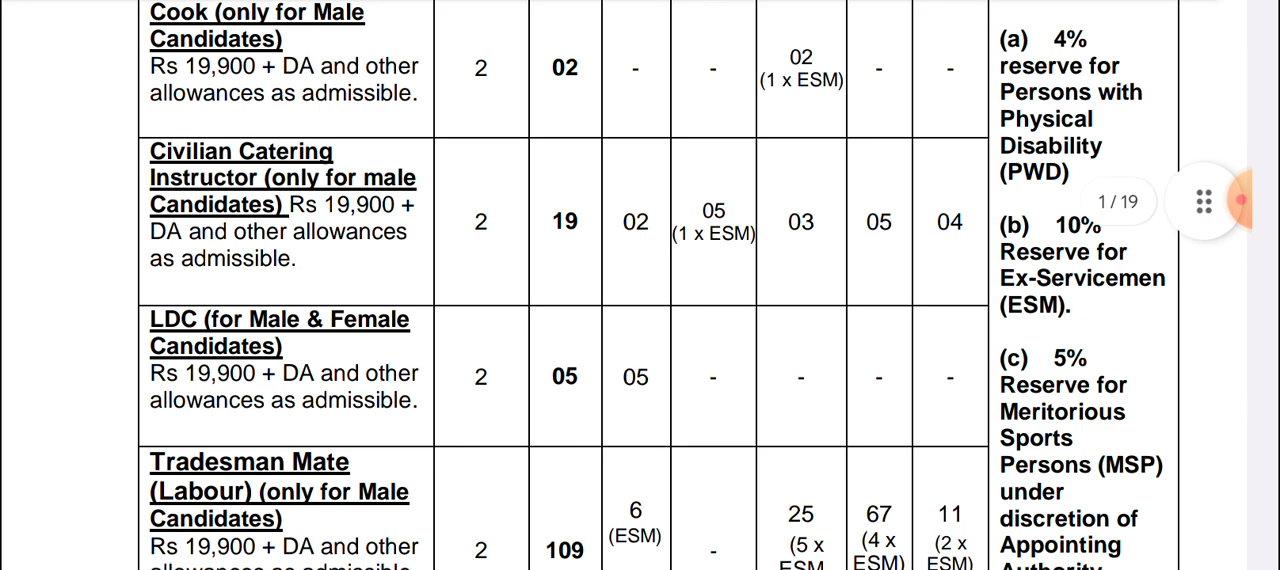 Cook (only for Male
Candidates)
Rs 19,900 + DA and other
allowances as admissible.
2
02
-
-
02
(1 x ESM)
-
-
Civilian Catering
Instructor (only for male
Candidates) Rs 19,900 +
DA and other allowances
as admissible.
2
19
02
05
(1 x ESM)
03
05
04
LDC (for Male & Female
Candidates)
Rs 19,900 + DA and other
allowances as admissible.
2
05
05
-
-
-
-
Tradesman Mate
(Labour) (only for Male
Candidates)
Rs 19,900 + DA and other
allowances as admissible.
2
109
6
(ESM)
-
25
(5 x
ESM
67
(4 x
ESM)
11
(2 x
ESM)
(a) 4%
reserve for
Persons with
Physical
Disability
(PWD)
(b) 10%
Reserve for
Ex-Servicemen
(ESM).
(c) 5%
Reserve for
Meritorious
Sports
Persons (MSP)
under
discretion of
Appointing
Authority
1 / 19